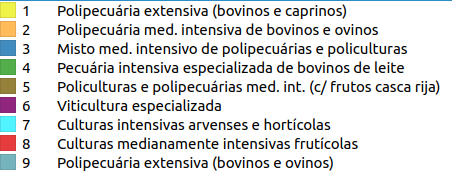 1 Polipecuária extensiva (bovinos e caprinos)
2 Polipecuária med. intensiva de bovinos e ovinos
3 Misto med. intensivo de polipecuárias e policulturas
4 Pecuária intensiva especializada de bovinos de leite
5 Policulturas e polipecuárias med. int. (c/ frutos casca rija)
6 Viticultura especializada
7 Culturas intensivas arvenses e hortícolas
8 Culturas medianamente intensivas frutícolas
9 Polipecuária extensiva (bovinos e ovinos)